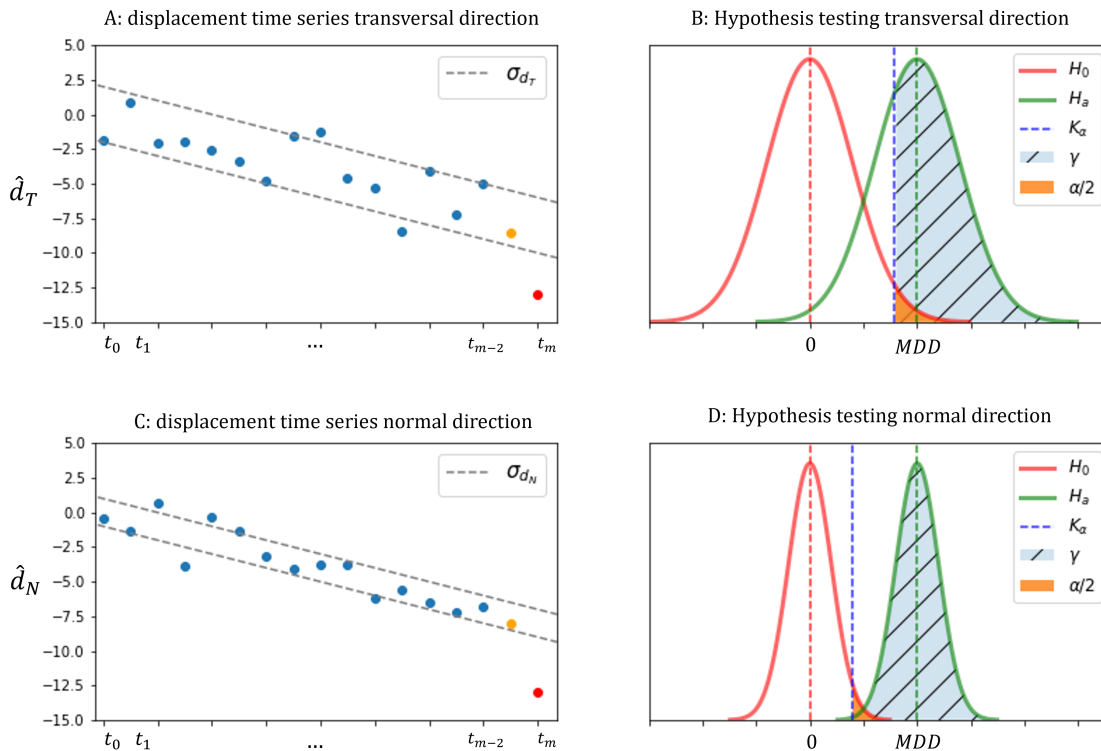 A: displacement time series transversal direction
5.0
2.5
0.0
−2.5
−5.0
−7.5
−10.0
−12.5
−15.0
d̂_T
σ_{d_T}
t_0 t_1 ... t_{m−2} t_m
B: Hypothesis testing transversal direction
H_0
H_a
K_α
γ
α/2
0 MDD
C: displacement time series normal direction
5.0
2.5
0.0
−2.5
−5.0
−7.5
−10.0
−12.5
−15.0
d̂_N
σ_{d_N}
t_0 t_1 ... t_{m−2} t_m
D: Hypothesis testing normal direction
H_0
H_a
K_α
γ
α/2
0 MDD